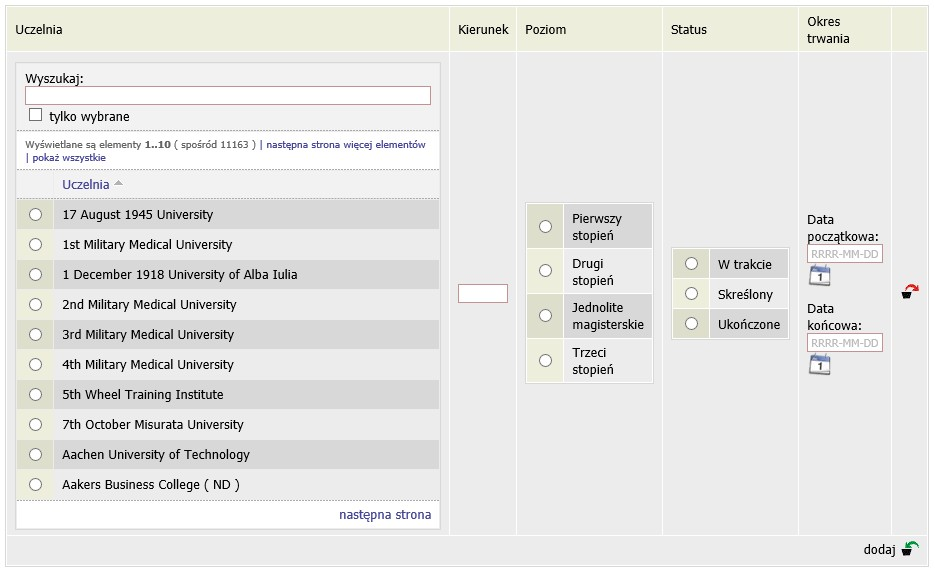 Uczelnia
Kierunek
Poziom
Status
Okres
trwania
Wyszukaj:
tylko wybrane
Wyświetlane są elementy 1..10 ( spośród 11163 ) | następna strona więcej elementów
| pokaż wszystkie
Uczelnia
17 August 1945 University
1st Military Medical University
1 December 1918 University of Alba Iulia
2nd Military Medical University
3rd Military Medical University
4th Military Medical University
5th Wheel Training Institute
7th October Misurata University
Aachen University of Technology
Aakers Business College ( ND )
następna strona
Pierwszy
stopień
Drugi
stopień
Jednolite
magisterskie
Trzeci
stopień
W trakcie
Skreślony
Ukończone
Data
początkowa:
RRRR-MM-DD
1
Data
końcowa:
RRRR-MM-DD
1
dodaj